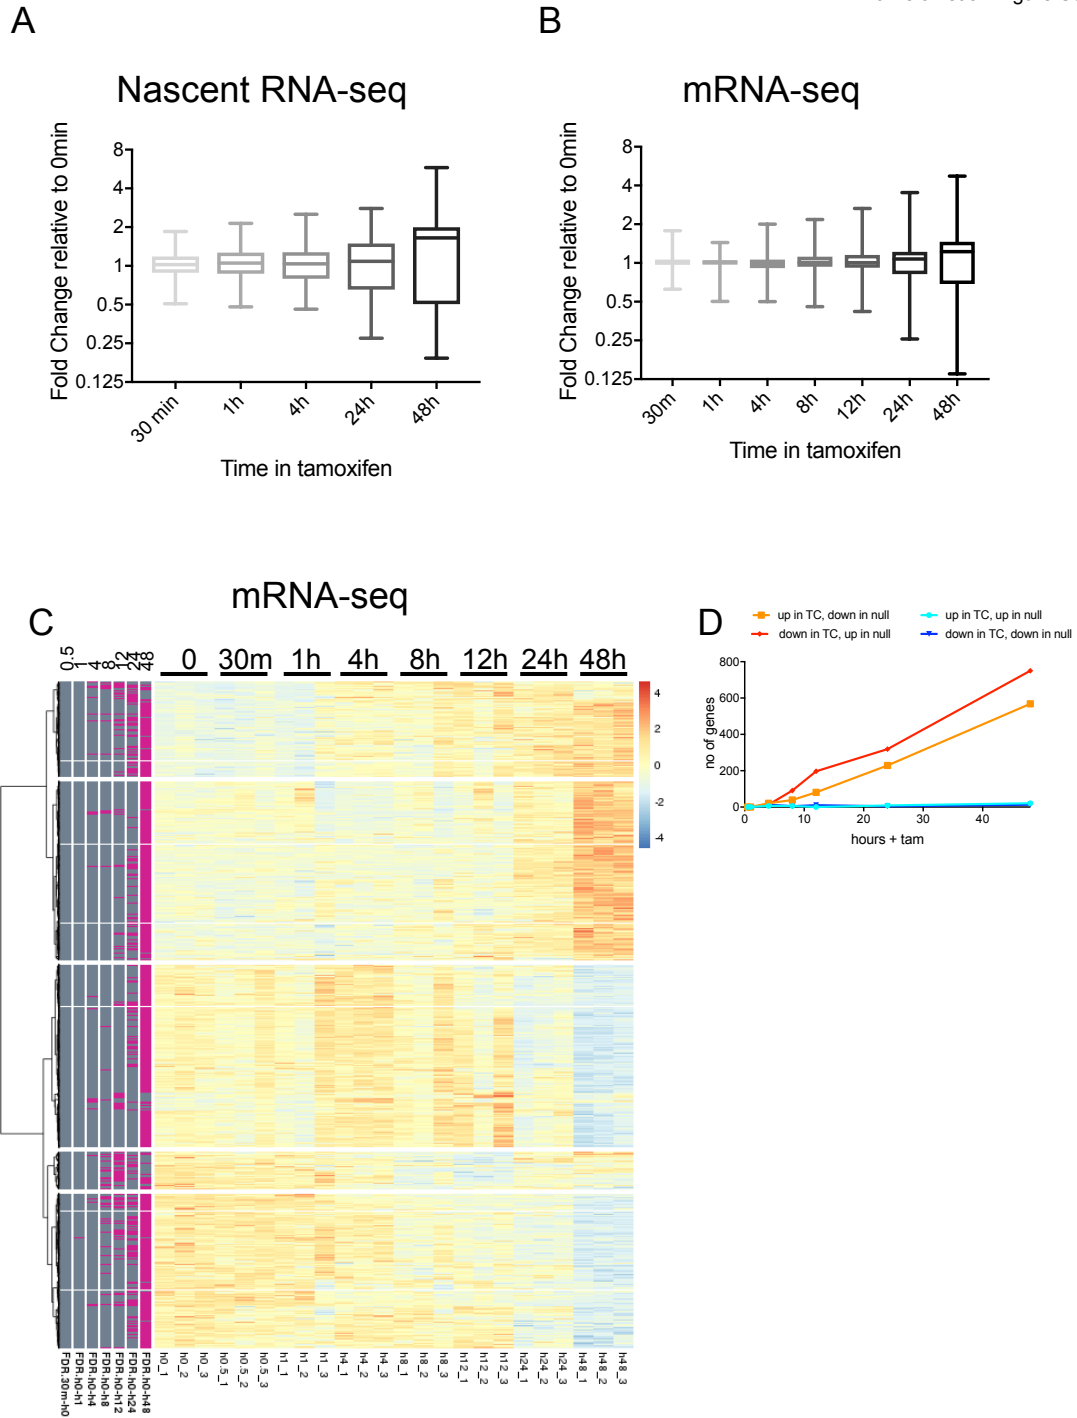 A
B
Nascent RNA-seq
mRNA-seq
Fold Change relative to 0min
8
4
2
1
0.5
0.25
0.125
30 min
1h
4h
24h
48h
Time in tamoxifen
Fold Change relative to 0min
8
4
2
1
0.5
0.25
0.125
30m
1h
4h
8h
12h
24h
48h
Time in tamoxifen
mRNA-seq
C
0.5
1
4
8
12
24
48
0 30m 1h 4h 8h 12h 24h 48h
4
2
0
-2
-4
FDR.30m-h0
FDR.h0-h1
FDR.h0-h4
FDR.h0-h8
FDR.h0-h12
FDR.h0-h24
FDR.h0-h48
h0_1
h0_2
h0_3
h0.5_1
h0.5_2
h0.5_3
h1_1
h1_2
h1_3
h4_1
h4_2
h4_3
h8_1
h8_2
h8_3
h12_1
h12_2
h12_3
h24_1
h24_2
h24_3
h48_1
h48_2
h48_3
D
up in TC, down in null
up in TC, up in null
down in TC, up in null
down in TC, down in null
no of genes
800
600
400
200
0
0 10 20 30 40
hours + tam